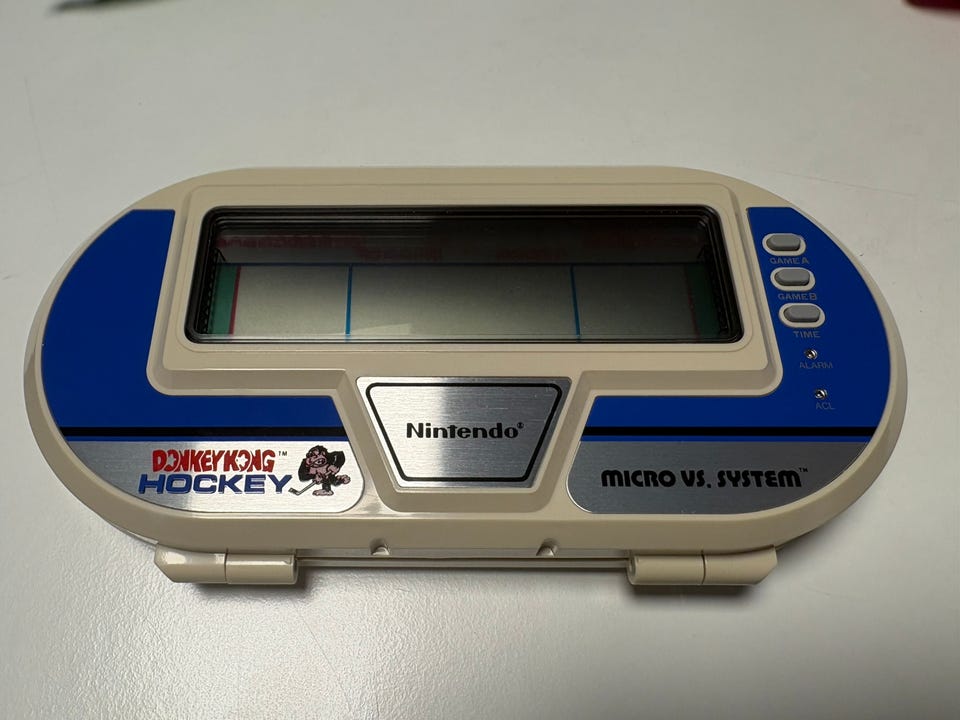 GAME A
GAME B
TIME
ALARM
ACL
Nintendo®
DONKEY KONG™
HOCKEY
MICRO VS. SYSTEM™